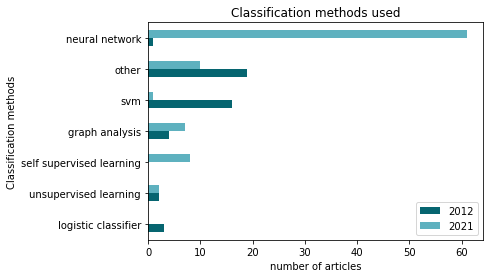 Classification methods used
Classification methods
neural network
other
svm
graph analysis
self supervised learning
unsupervised learning
logistic classifier
0 10 20 30 40 50 60
number of articles
2012
2021